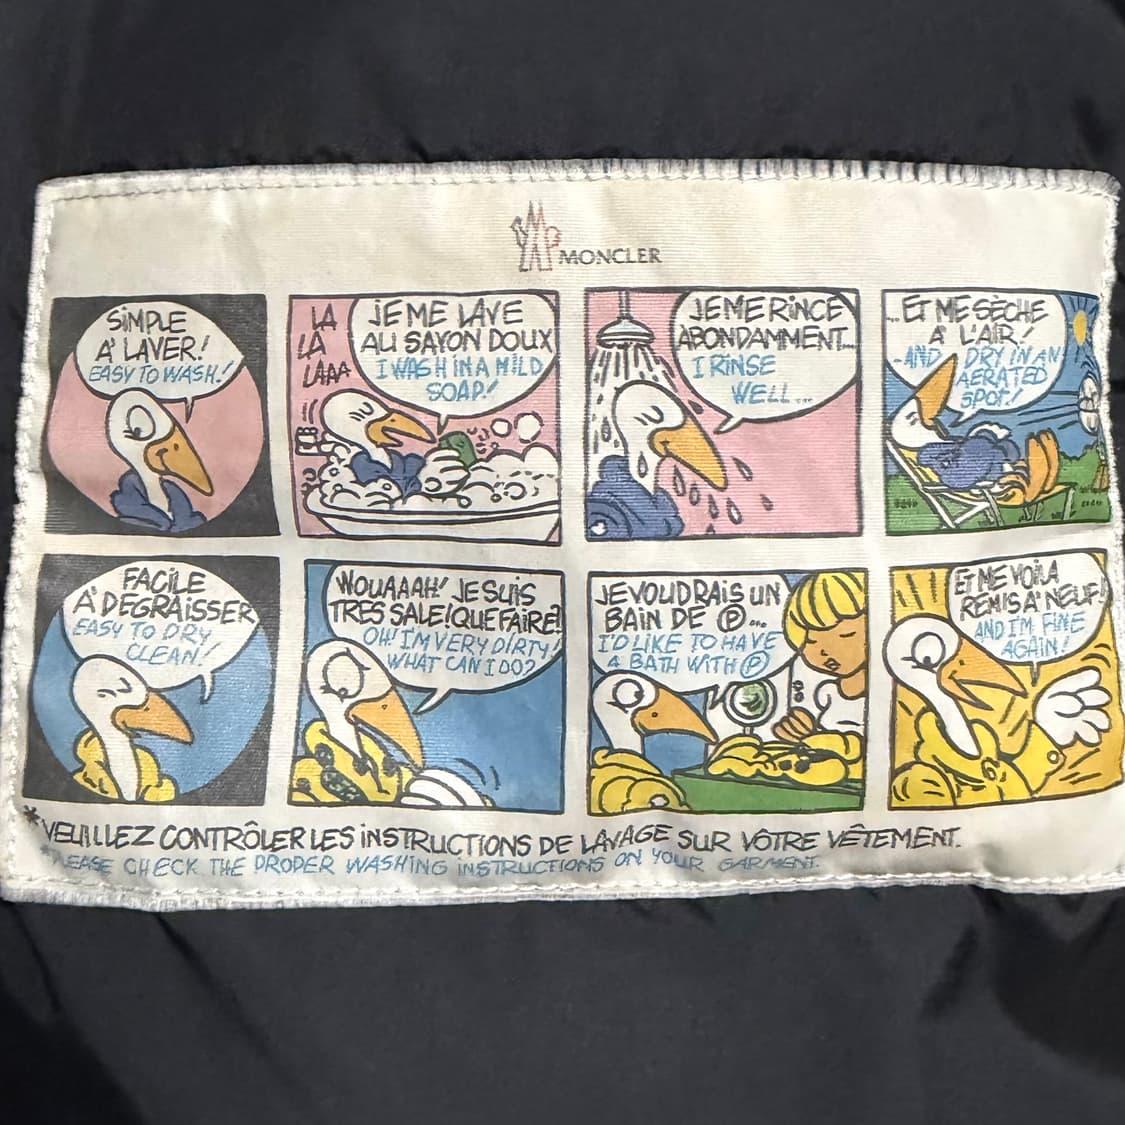 MONCLER
SIMPLE
À LAVER!
EASY TO WASH!
LA
LA
LAAA
JE ME LAVE
AU SAVON DOUX
I WASH IN A MILD
SOAP!
JE ME RINCE
ABONDAMMENT...
I RINSE
WELL...
...ET ME SÈCHE
À L'AIR!
-AND I DRY IN AN
AERATED
SPOT!
FACILE
À DEGRAISSER
EASY TO DRY
CLEAN!
WOUAAAH! JE SUIS
TRES SALE! QUE FAIRE?
OH! I'M VERY DIRTY!
WHAT CAN I DO?
JE VOUDRAIS UN
BAIN DE Ⓟ...
I'D LIKE TO HAVE
A BATH WITH Ⓟ
ET ME VOILA
REMIS A' NEUF!
AND I'M FINE
AGAIN!
*VEUILLEZ CONTRÔLER LES INSTRUCTIONS DE LAVAGE SUR VÔTRE VÊTEMENT.
*PLEASE CHECK THE PROPER WASHING INSTRUCTIONS ON YOUR GARMENT.